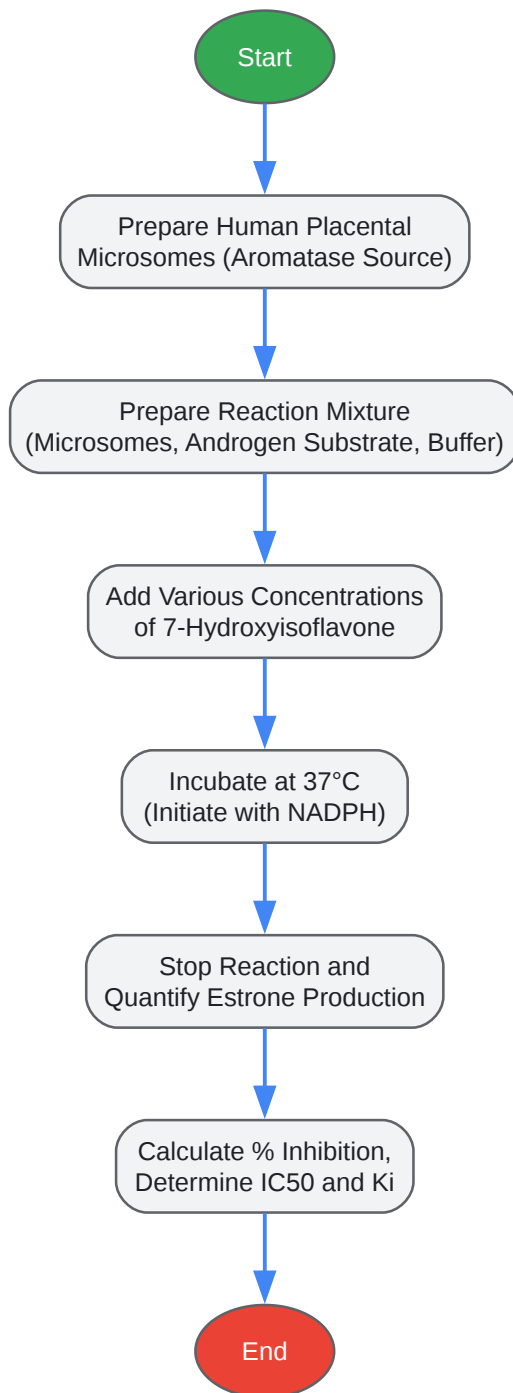 Start
Prepare Human Placental
Microsomes (Aromatase Source)
Prepare Reaction Mixture
(Microsomes, Androgen Substrate, Buffer)
Add Various Concentrations
of 7-Hydroxyisoflavone
Incubate at 37°C
(Initiate with NADPH)
Stop Reaction and
Quantify Estrone Production
Calculate % Inhibition,
Determine IC50 and Ki
End